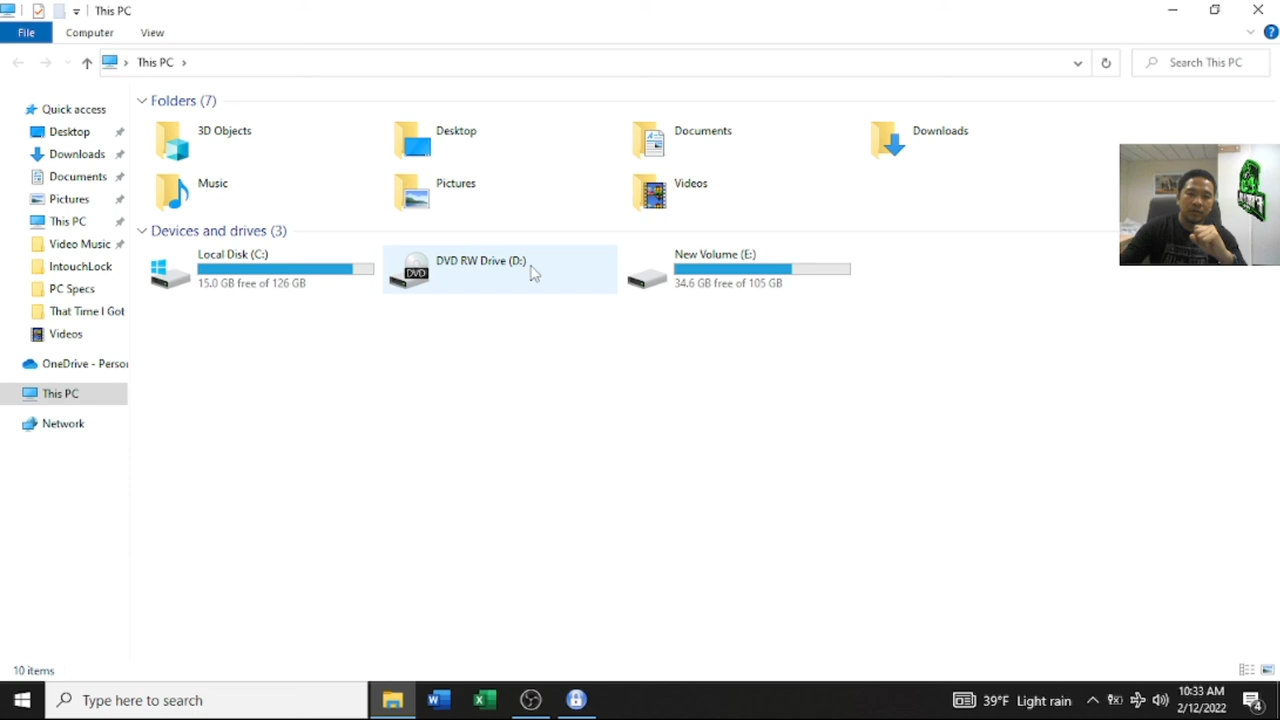 This PC
File
Computer
View
This PC
Search This PC
Quick access
Desktop
Downloads
Documents
Pictures
This PC
Video Music
IntouchLock
PC Specs
That Time I Got
Videos
OneDrive - Person
This PC
Network
Folders (7)
3D Objects
Desktop
Documents
Downloads
Music
Pictures
Videos
Devices and drives (3)
Local Disk (C:)
15.0 GB free of 126 GB
DVD
DVD RW Drive (D:)
New Volume (E:)
34.6 GB free of 105 GB
10 items
Type here to search
39°F Light rain
10:33 AM
2/12/2022
4